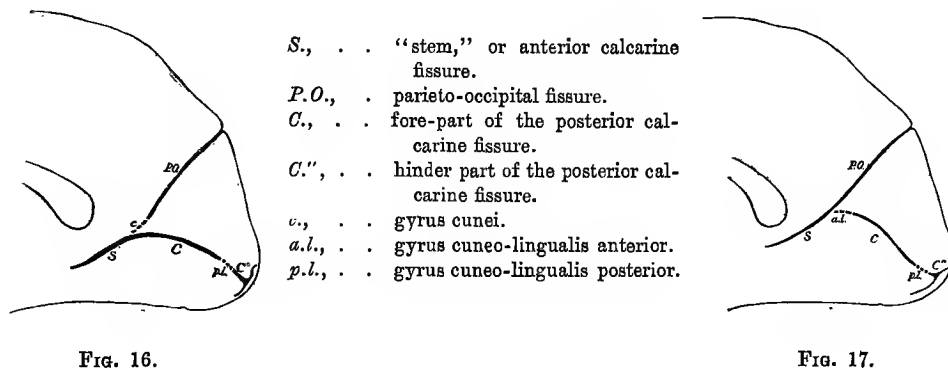 P.O.
c.
S
C
p.l.
C."
FIG. 16.
S., . . "stem," or anterior calcarine
fissure.
P.O., . parieto-occipital fissure.
C., . . fore-part of the posterior cal-
carine fissure.
C.", . . hinder part of the posterior cal-
carine fissure.
c., . . gyrus cunei.
a.l., . . gyrus cuneo-lingualis anterior.
p.l., . . gyrus cuneo-lingualis posterior.
P.O.
a.l.
S
C
p.l.
C."
FIG. 17.